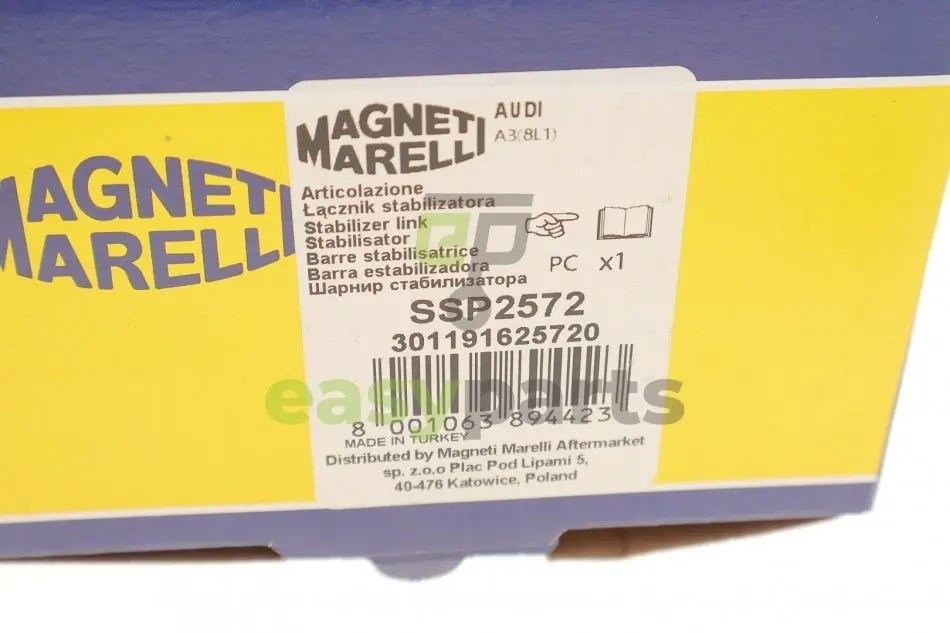 MAGNETI
MARELLI
MAGNETI
MARELLI
AUDI
A3(8L1)
Articolazione
Łącznik stabilizatora
Stabilizer link
Stabilisator
Barre stabilisatrice
Barra estabilizadora
Шарнир стабилизатора
PC x1
SSP2572
301191625720
easyparts
8 001063 894423
MADE IN TURKEY
Distributed by Magneti Marelli Aftermarket
sp. z.o.o Plac Pod Lipami 5,
40-476 Katowice, Poland